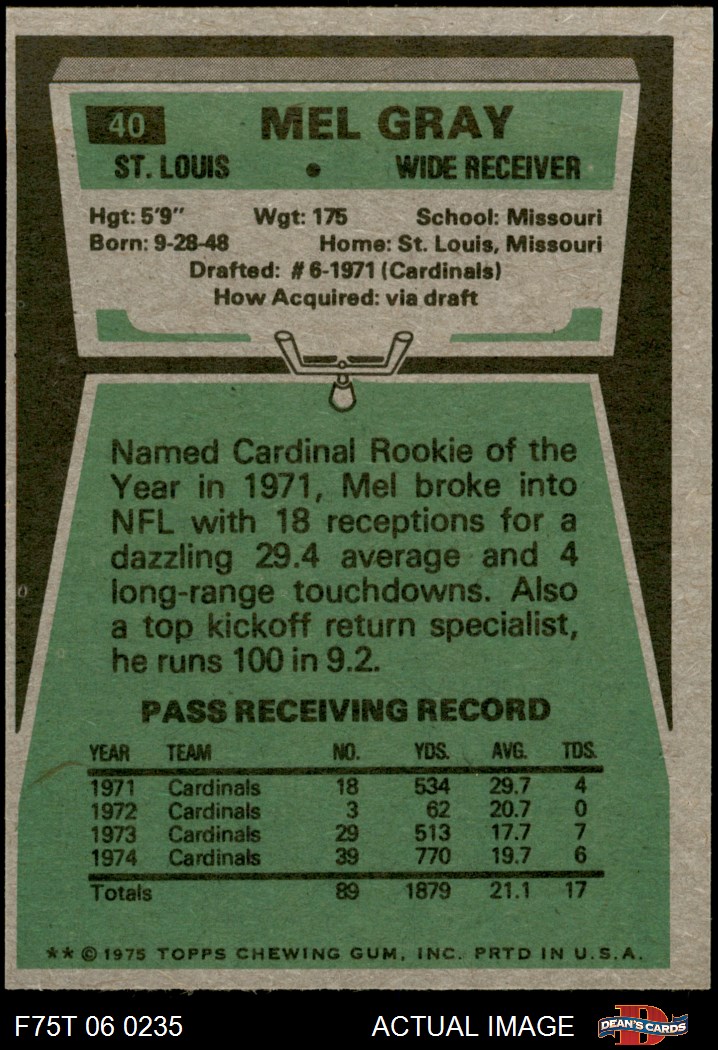 40 MEL GRAY
ST. LOUIS • WIDE RECEIVER
Hgt: 5'9" Wgt: 175 School: Missouri
Born: 9-28-48 Home: St. Louis, Missouri
Drafted: #6-1971 (Cardinals)
How Acquired: via draft
Named Cardinal Rookie of the
Year in 1971, Mel broke into
NFL with 18 receptions for a
dazzling 29.4 average and 4
long-range touchdowns. Also
a top kickoff return specialist,
he runs 100 in 9.2.
PASS RECEIVING RECORD
YEAR TEAM NO. YDS. AVG. TDS.
1971 Cardinals 18 534 29.7 4
1972 Cardinals 3 62 20.7 0
1973 Cardinals 29 513 17.7 7
1974 Cardinals 39 770 19.7 6
Totals 89 1879 21.1 17
** © 1975 TOPPS CHEWING GUM, INC. PRTD IN U.S.A.
F75T 06 0235 ACTUAL IMAGE D DEAN'S CARDS